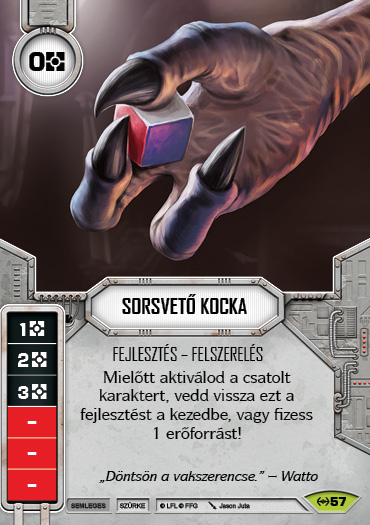 0
SORSVETŐ KOCKA
FEJLESZTÉS – FELSZERELÉS
Mielőtt aktiválod a csatolt
karaktert, vedd vissza ezt a
fejlesztést a kezedbe, vagy fizess
1 erőforrást!
„Döntsön a vakszerencse.” – Watto
1
2
3
–
–
–
SEMLEGES SZÜRKE © LFL © FFG Jason Juta 57